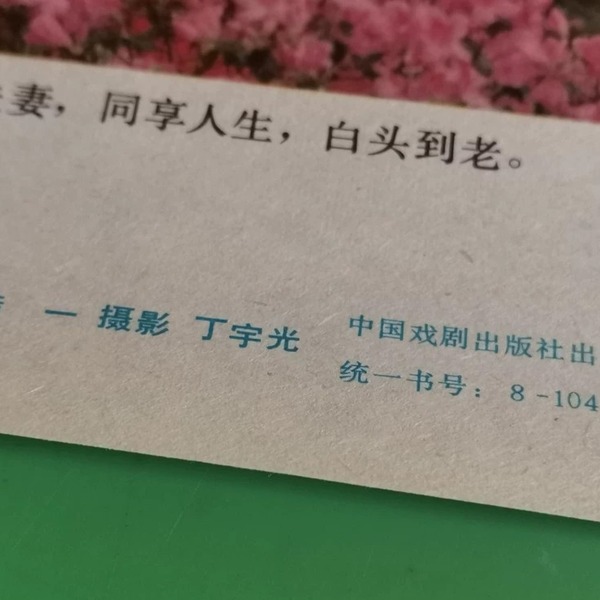 妻，同享人生，白头到老。
一 摄影 丁宇光
中国戏剧出版社出
统一书号：8-104